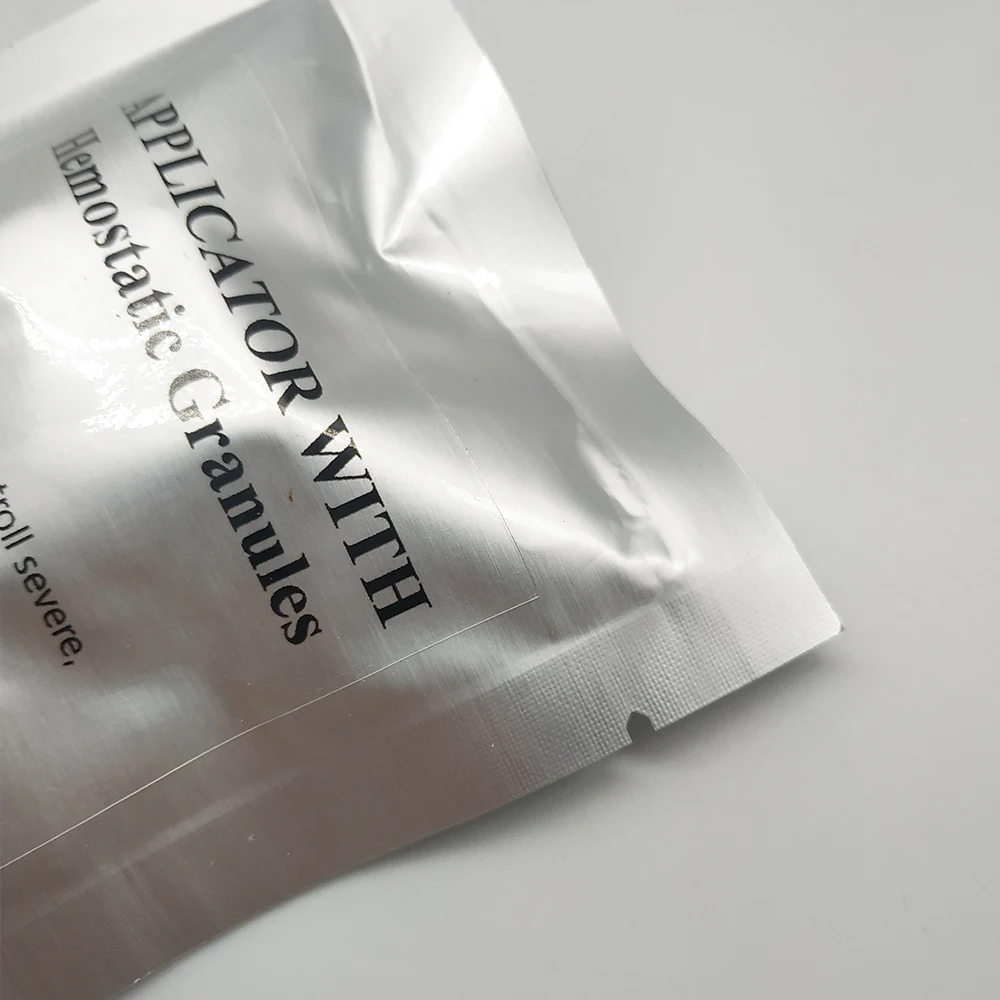 APPLICATOR WITH
Hemostatic Granules
troll severe,